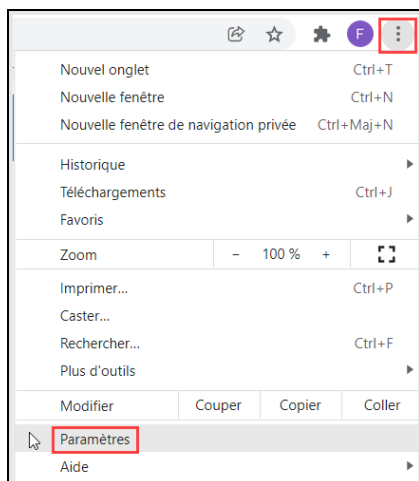 F
Nouvel onglet Ctrl+T
Nouvelle fenêtre Ctrl+N
Nouvelle fenêtre de navigation privée Ctrl+Maj+N
Historique
Téléchargements Ctrl+J
Favoris
Zoom - 100 % +
Imprimer... Ctrl+P
Caster...
Rechercher... Ctrl+F
Plus d'outils
Modifier Couper Copier Coller
Paramètres
Aide